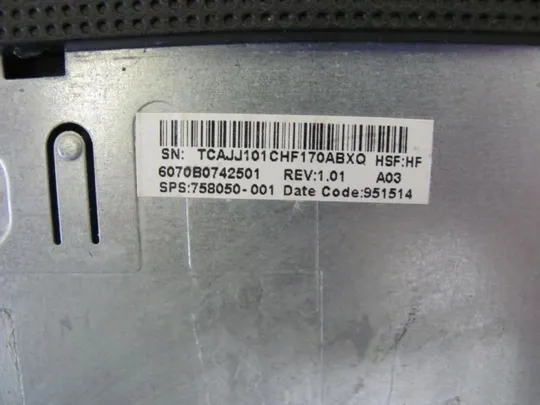 SN: TCAJJ101CHF170ABXQ HSF:HF
6070B0742501 REV:1.01 A03
SPS:758050-001 Date Code:951514